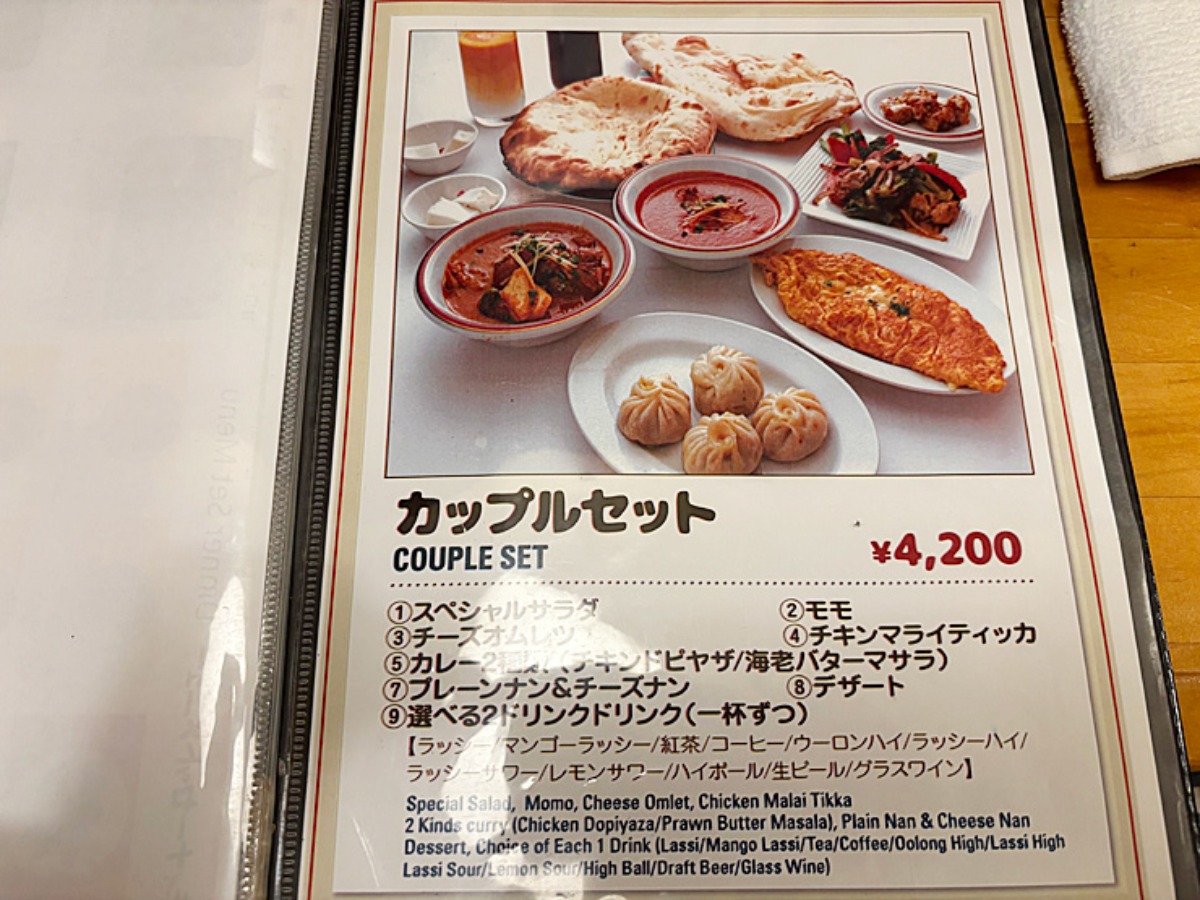 カップルセット
COUPLE SET
¥4,200
①スペシャルサラダ ②モモ
③チーズオムレツ ④チキンマライティッカ
⑤カレー2種類(チキンドピヤザ/海老バターマサラ)
⑦プレーンナン&チーズナン ⑧デザート
⑨選べる2ドリンクドリンク(一杯ずつ)
【ラッシー/マンゴーラッシー/紅茶/コーヒー/ウーロンハイ/ラッシーハイ/
ラッシーサワー/レモンサワー/ハイボール/生ビール/グラスワイン】
Special Salad, Momo, Cheese Omlet, Chicken Malai Tikka
2 Kinds curry (Chicken Dopiyaza/Prawn Butter Masala), Plain Nan & Cheese Nan
Dessert, Choice of Each 1 Drink (Lassi/Mango Lassi/Tea/Coffee/Oolong High/Lassi High
Lassi Sour/Lemon Sour/High Ball/Draft Beer/Glass Wine)
Dinner Set Menu